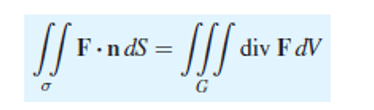 ∬_σ F · n dS = ∭_G div F dV